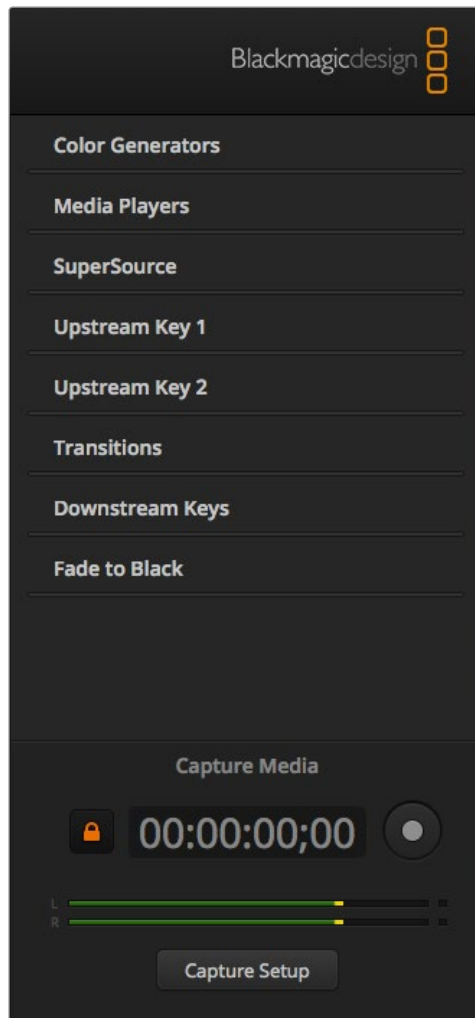 Blackmagicdesign
Color Generators
Media Players
SuperSource
Upstream Key 1
Upstream Key 2
Transitions
Downstream Keys
Fade to Black
Capture Media
00:00:00;00
L
R
Capture Setup